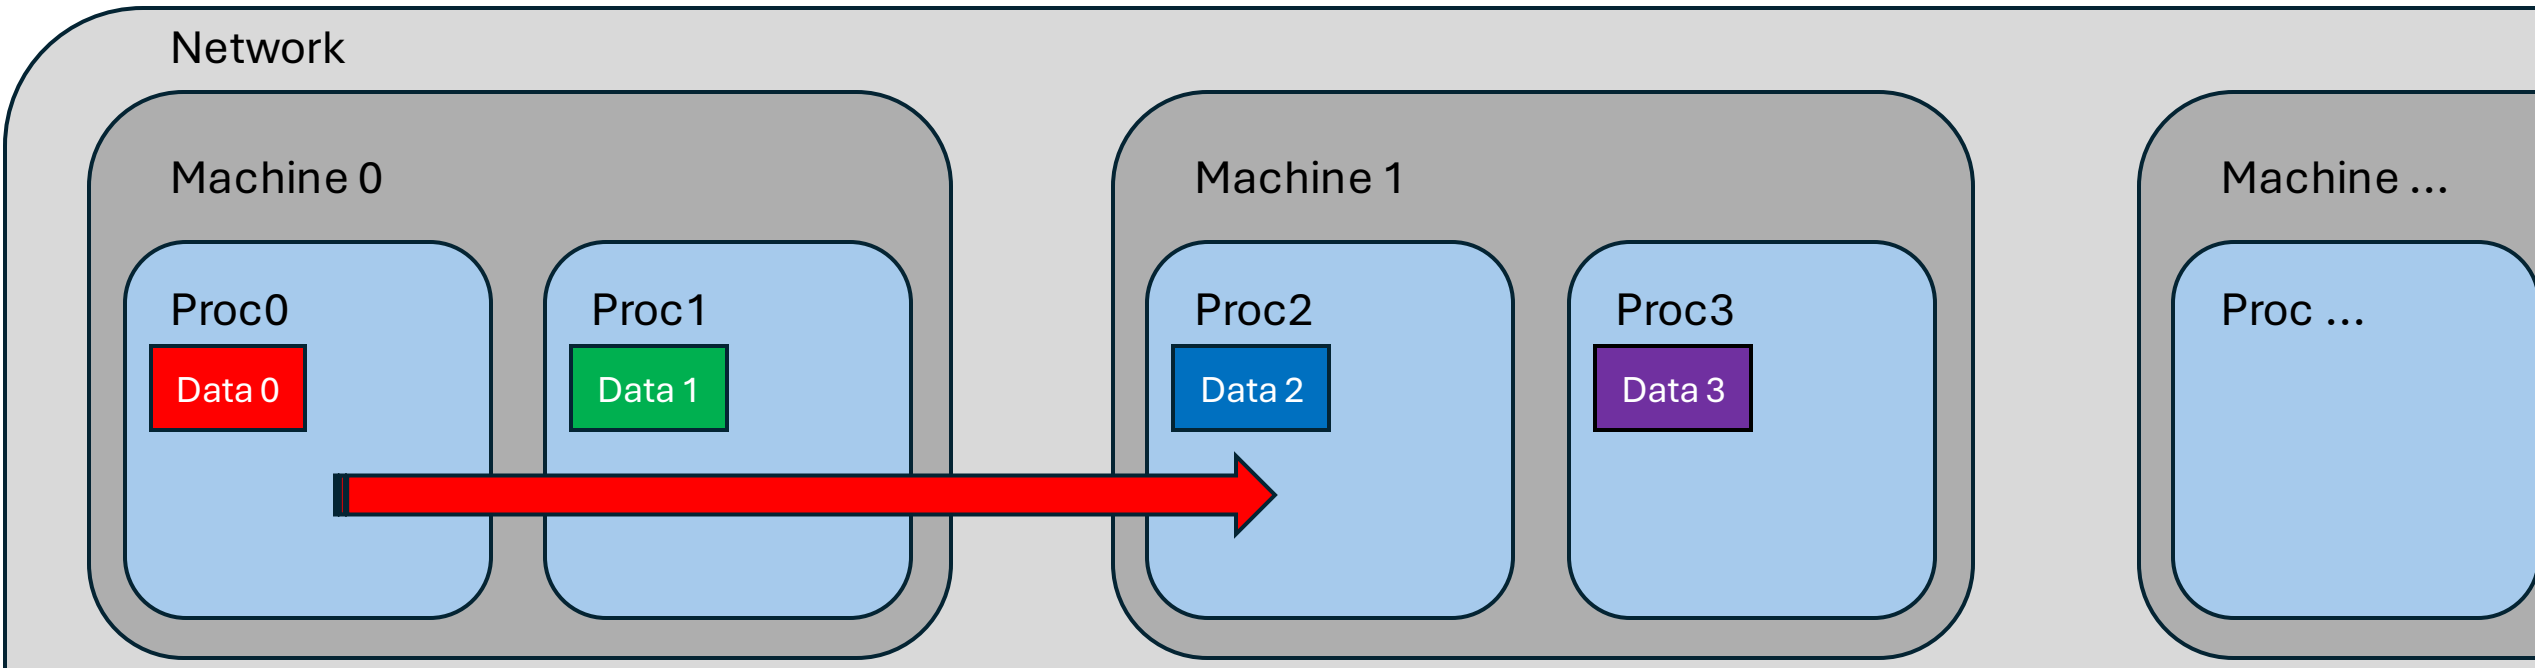 Network
Machine 0
Machine 1
Machine ...
Proc0
Proc1
Proc2
Proc3
Proc ...
Data 0
Data 1
Data 2
Data 3